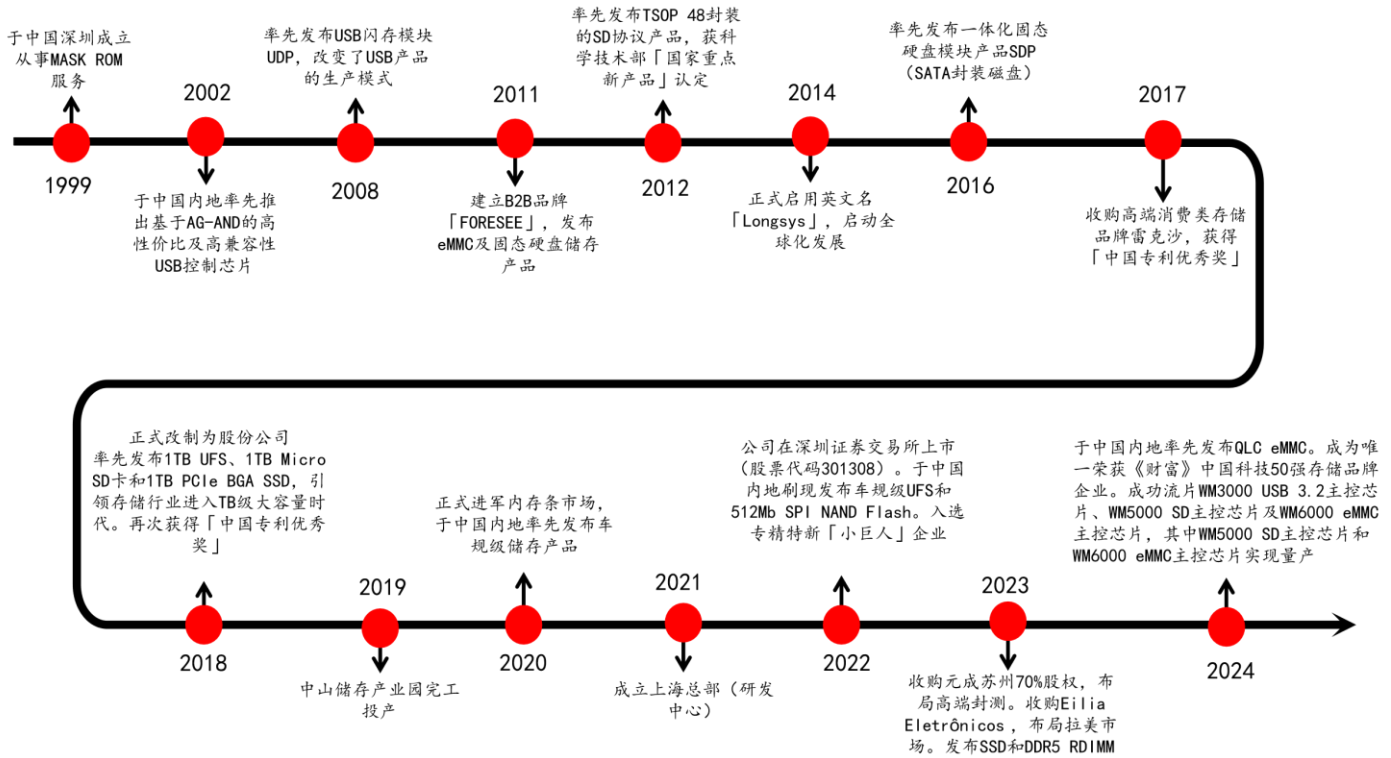 于中国深圳成立
从事MASK ROM
服务
1999
2002
于中国内地率先推
出基于AG-AND的高
性价比及高兼容性
USB控制芯片
率先发布USB闪存模块
UDP，改变了USB产品
的生产模式
2008
2011
建立B2B品牌
「FORESEE」，发布
eMMC及固态硬盘储存
产品
率先发布TSOP 48封装
的SD协议产品，获科
学技术部「国家重点
新产品」认定
2012
2014
正式启用英文名
「Longsys」，启动全
球化发展
率先发布一体化固态
硬盘模块产品SDP
（SATA封装磁盘）
2016
2017
收购高端消费类存储
品牌雷克沙，获得
「中国专利优秀奖」
正式改制为股份公司
率先发布1TB UFS、1TB Micro
SD卡和1TB PCIe BGA SSD，引
领存储行业进入TB级大容量时
代。再次获得「中国专利优秀
奖」
2018
2019
中山储存产业园完工
投产
正式进军内存条市场，
于中国内地率先发布车
规级储存产品
2020
2021
成立上海总部（研发
中心）
公司在深圳证券交易所上市
（股票代码301308）。于中国
内地刷现发布车规级UFS和
512Mb SPI NAND Flash。入选
专精特新「小巨人」企业
2022
2023
收购元成苏州70%股权，布
局高端封测。收购Eilia
Eletrônicos，布局拉美市
场。发布SSD和DDR5 RDIMM
于中国内地率先发布QLC eMMC。成为唯
一荣获《财富》中国科技50强存储品牌
企业。成功流片WM3000 USB 3.2主控芯
片、WM5000 SD主控芯片及WM6000 eMMC
主控芯片，其中WM5000 SD主控芯片和
WM6000 eMMC主控芯片实现量产
2024